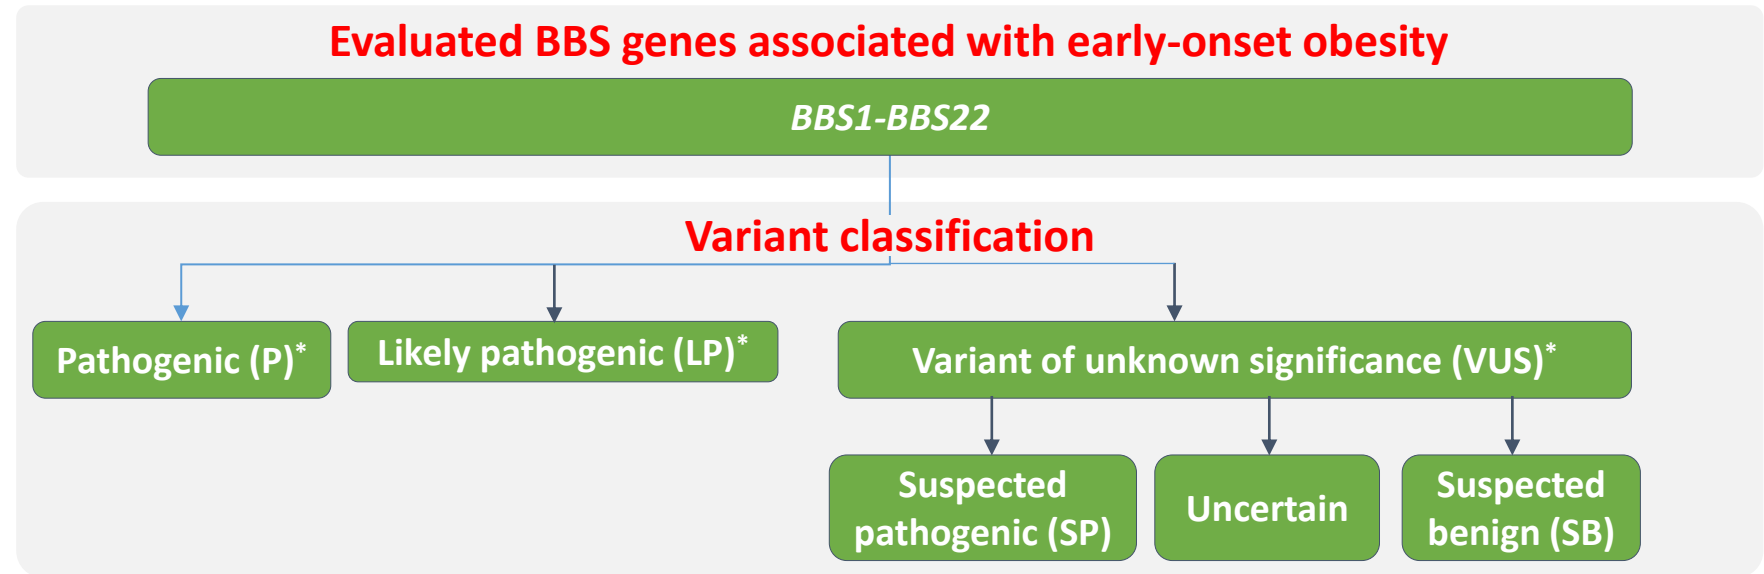 Evaluated BBS genes associated with early-onset obesity
BBS1-BBS22
Variant classification
Pathogenic (P)*
Likely pathogenic (LP)*
Variant of unknown significance (VUS)*
Suspected
pathogenic (SP)
Uncertain
Suspected
benign (SB)